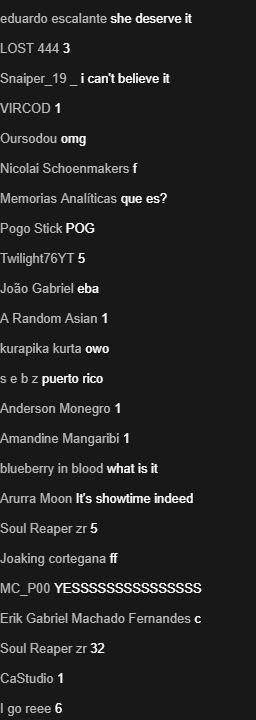 eduardo escalante she deserve it
LOST 444 3
Snaiper_19 _ i can't believe it
VIRCOD 1
Oursodou omg
Nicolai Schoenmakers f
Memorias Analíticas que es?
Pogo Stick POG
Twilight76YT 5
João Gabriel eba
A Random Asian 1
kurapika kurta owo
s e b z puerto rico
Anderson Monegro 1
Amandine Mangaribi 1
blueberry in blood what is it
Arurra Moon It's showtime indeed
Soul Reaper zr 5
Joaking cortegana ff
MC_P00 YESSSSSSSSSSSSSSS
Erik Gabriel Machado Fernandes c
Soul Reaper zr 32
CaStudio 1
I go reee 6